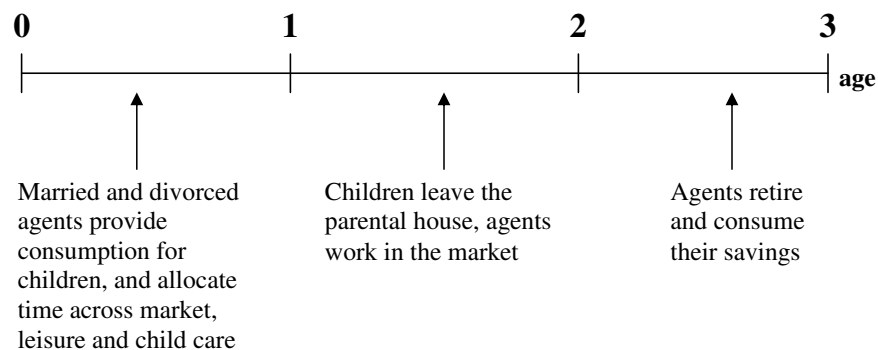 0 1 2 3
age
Married and divorced
agents provide
consumption for
children, and allocate
time across market,
leisure and child care
Children leave the
parental house, agents
work in the market
Agents retire
and consume
their savings